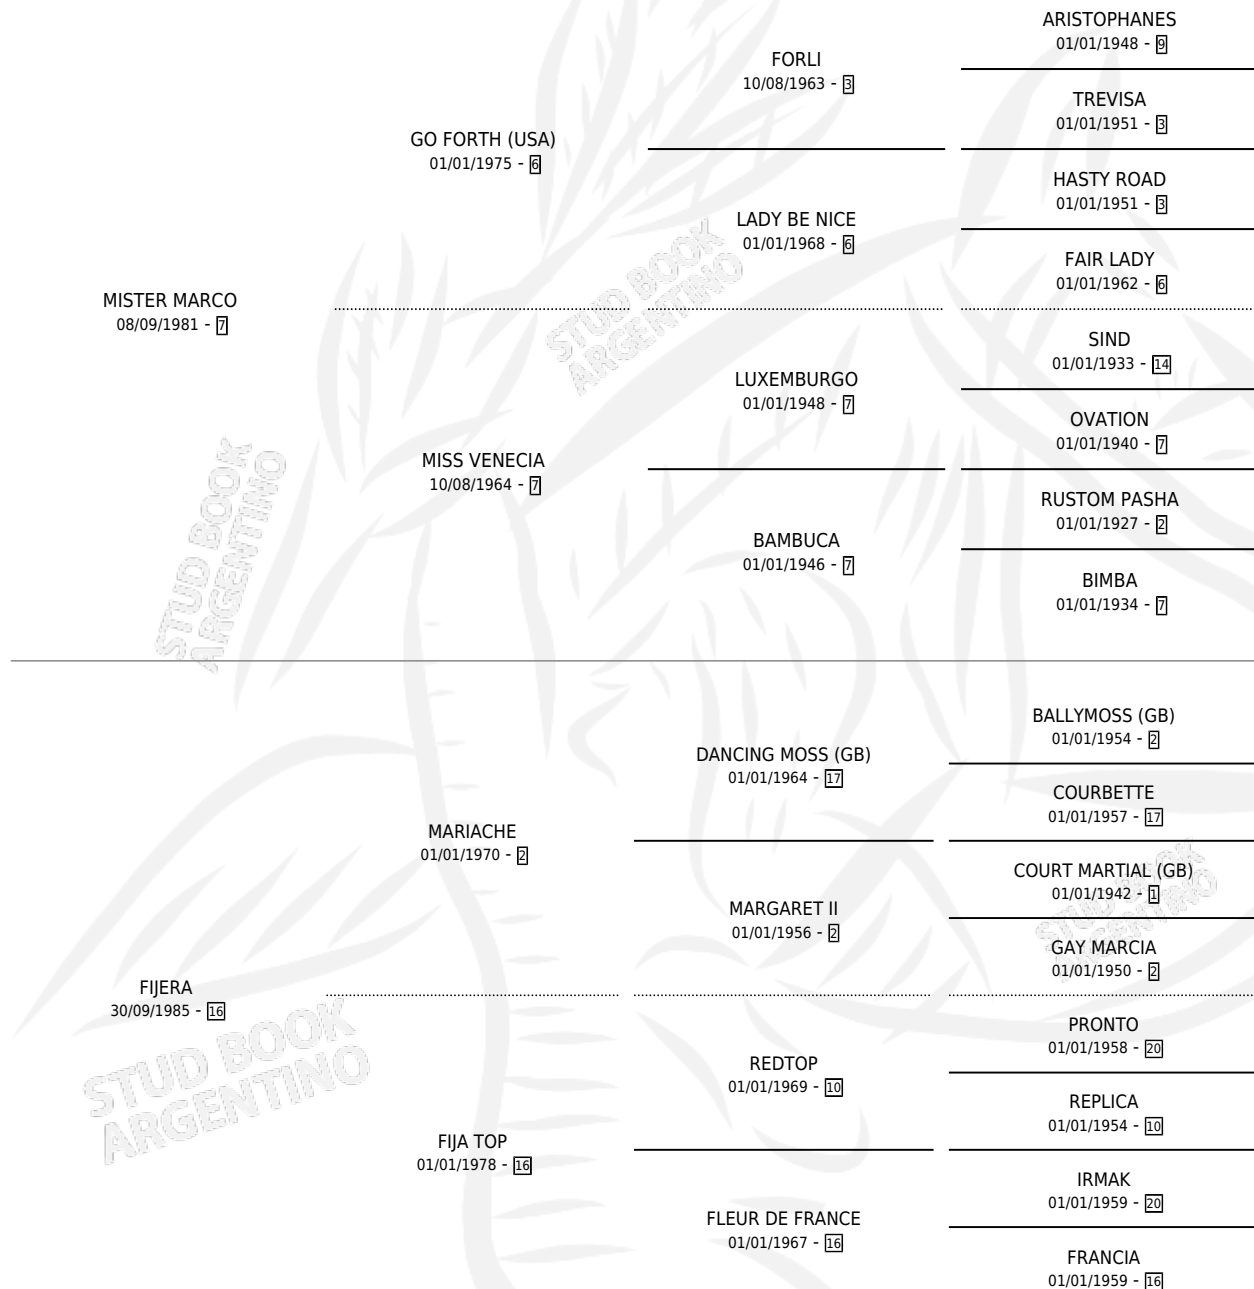 ARISTOPHANES
01/01/1948 - 9
FORLI
10/08/1963 - 3
TREVISA
01/01/1951 - 3
GO FORTH (USA)
01/01/1975 - 6
HASTY ROAD
01/01/1951 - 3
LADY BE NICE
01/01/1968 - 6
FAIR LADY
01/01/1962 - 6
MISTER MARCO
08/09/1981 - 7
STUD BOOK
ARGENTINO
SIND
01/01/1933 - 14
LUXEMBURGO
01/01/1948 - 7
OVATION
01/01/1940 - 7
MISS VENECIA
10/08/1964 - 7
RUSTOM PASHA
01/01/1927 - 2
BAMBUCA
01/01/1946 - 7
BIMBA
01/01/1934 - 7
STUD BOOK
ARGENTINO
BALLYMOSS (GB)
01/01/1954 - 2
DANCING MOSS (GB)
01/01/1964 - 17
COURBETTE
01/01/1957 - 17
MARIACHE
01/01/1970 - 2
COURT MARTIAL (GB)
01/01/1942 - 1
MARGARET II
01/01/1956 - 2
STUD BOOK
ARGENTINO
GAY MARCIA
01/01/1950 - 2
FIJERA
30/09/1985 - 16
STUD BOOK
ARGENTINO
PRONTO
01/01/1958 - 20
REDTOP
01/01/1969 - 10
REPLICA
01/01/1954 - 10
FIJA TOP
01/01/1978 - 16
IRMAK
01/01/1959 - 20
FLEUR DE FRANCE
01/01/1967 - 16
FRANCIA
01/01/1959 - 16